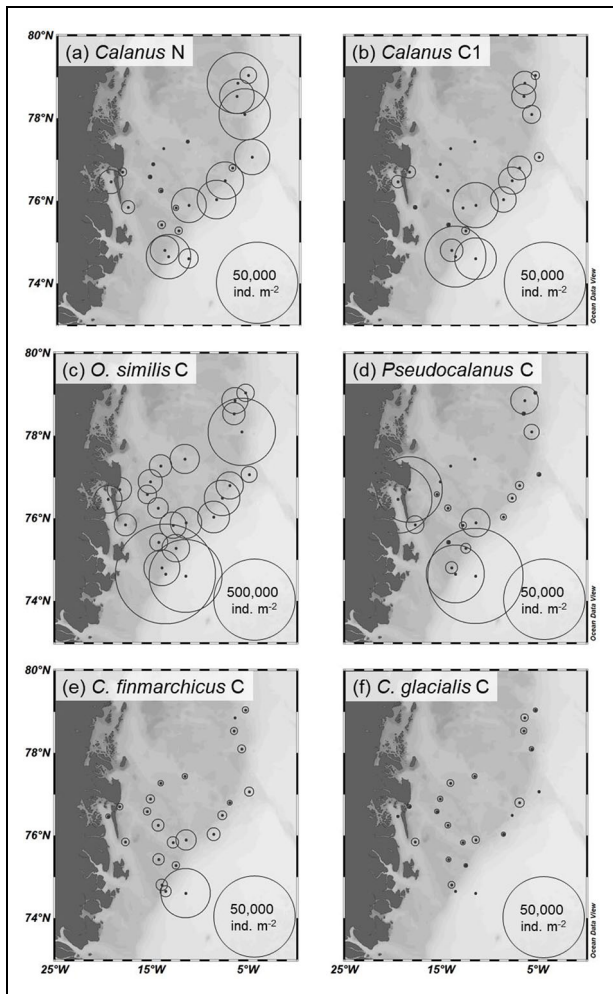 80°N
(a) Calanus N
78°N
76°N
74°N
50,000
ind. m⁻²
(b) Calanus C1
50,000
ind. m⁻²
Ocean Data View
80°N
(c) O. similis C
78°N
76°N
74°N
500,000
ind. m⁻²
(d) Pseudocalanus C
50,000
ind. m⁻²
Ocean Data View
80°N
(e) C. finmarchicus C
78°N
76°N
74°N
50,000
ind. m⁻²
25°W 15°W 5°W
(f) C. glacialis C
50,000
ind. m⁻²
Ocean Data View
25°W 15°W 5°W